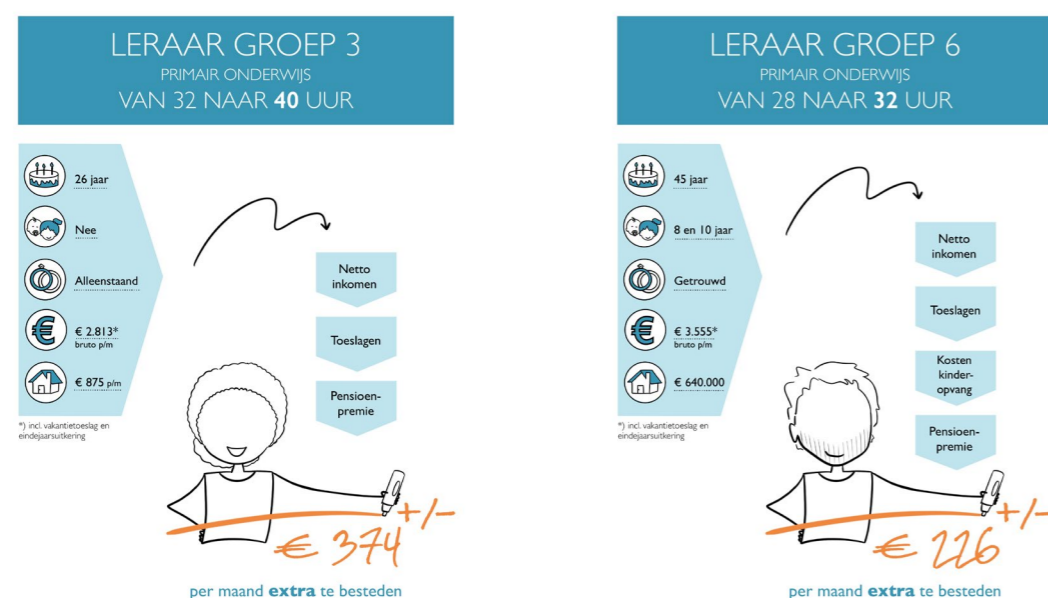 LERAAR GROEP 3
PRIMAIR ONDERWIJS
VAN 32 NAAR 40 UUR
26 jaar
Nee
Alleenstaand
€ 2.813*
bruto p/m
€ 875 p/m
*) incl. vakantietoeslag en
eindejaarsuitkering
Netto
inkomen
Toeslagen
Pensioen-
premie
+/-
€ 374
per maand extra te besteden
LERAAR GROEP 6
PRIMAIR ONDERWIJS
VAN 28 NAAR 32 UUR
45 jaar
8 en 10 jaar
Getrouwd
€ 3.555*
bruto p/m
€ 640.000
*) incl. vakantietoeslag en
eindejaarsuitkering
Netto
inkomen
Toeslagen
Kosten
kinder-
opvang
Pensioen-
premie
+/-
€ 226
per maand extra te besteden